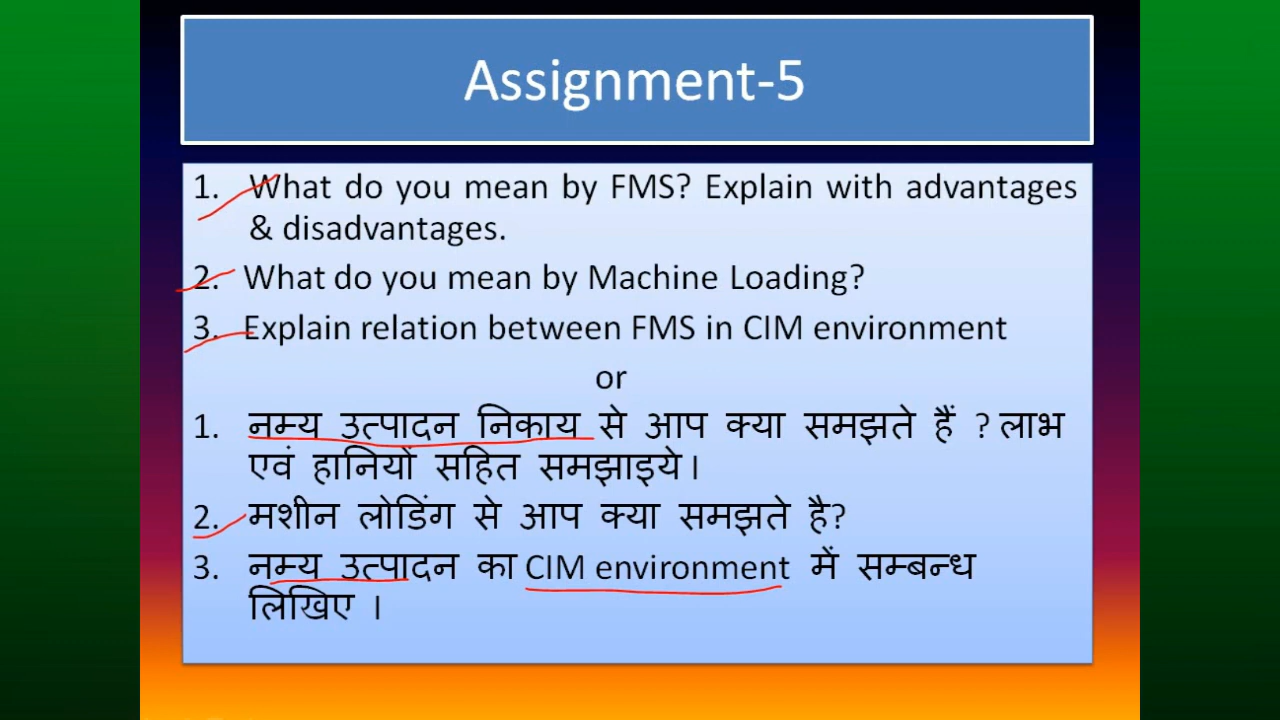 Assignment-5
1. What do you mean by FMS? Explain with advantages
& disadvantages.
2. What do you mean by Machine Loading?
3. Explain relation between FMS in CIM environment
or
1. नम्य उत्पादन निकाय से आप क्या समझते हैं ? लाभ
एवं हानियों सहित समझाइये।
2. मशीन लोडिंग से आप क्या समझते है?
3. नम्य उत्पादन का CIM environment में सम्बन्ध
लिखिए ।